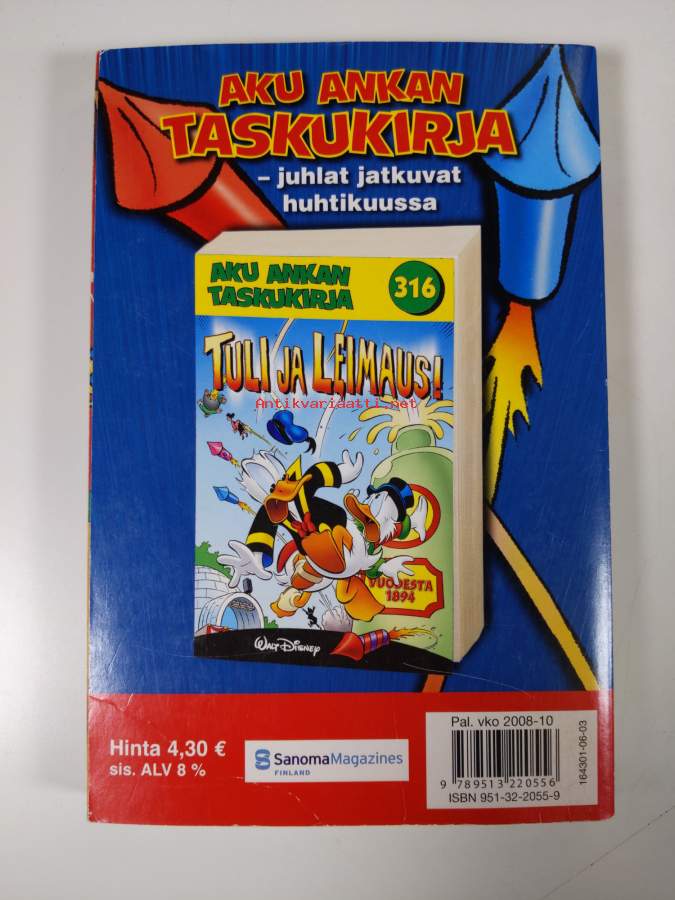 AKU ANKAN
TASKUKIRJA
– juhlat jatkuvat
huhtikuussa
AKU ANKAN
TASKUKIRJA
316
TULI JA LEIMAUS!
Antikvariaatti.net
VUODESTA
1894
WALT DISNEY
Hinta 4,30 €
sis. ALV 8 %
SanomaMagazines
FINLAND
Pal. vko 2008-10
9 789513 220556
ISBN 951-32-2055-9
164301-06-03